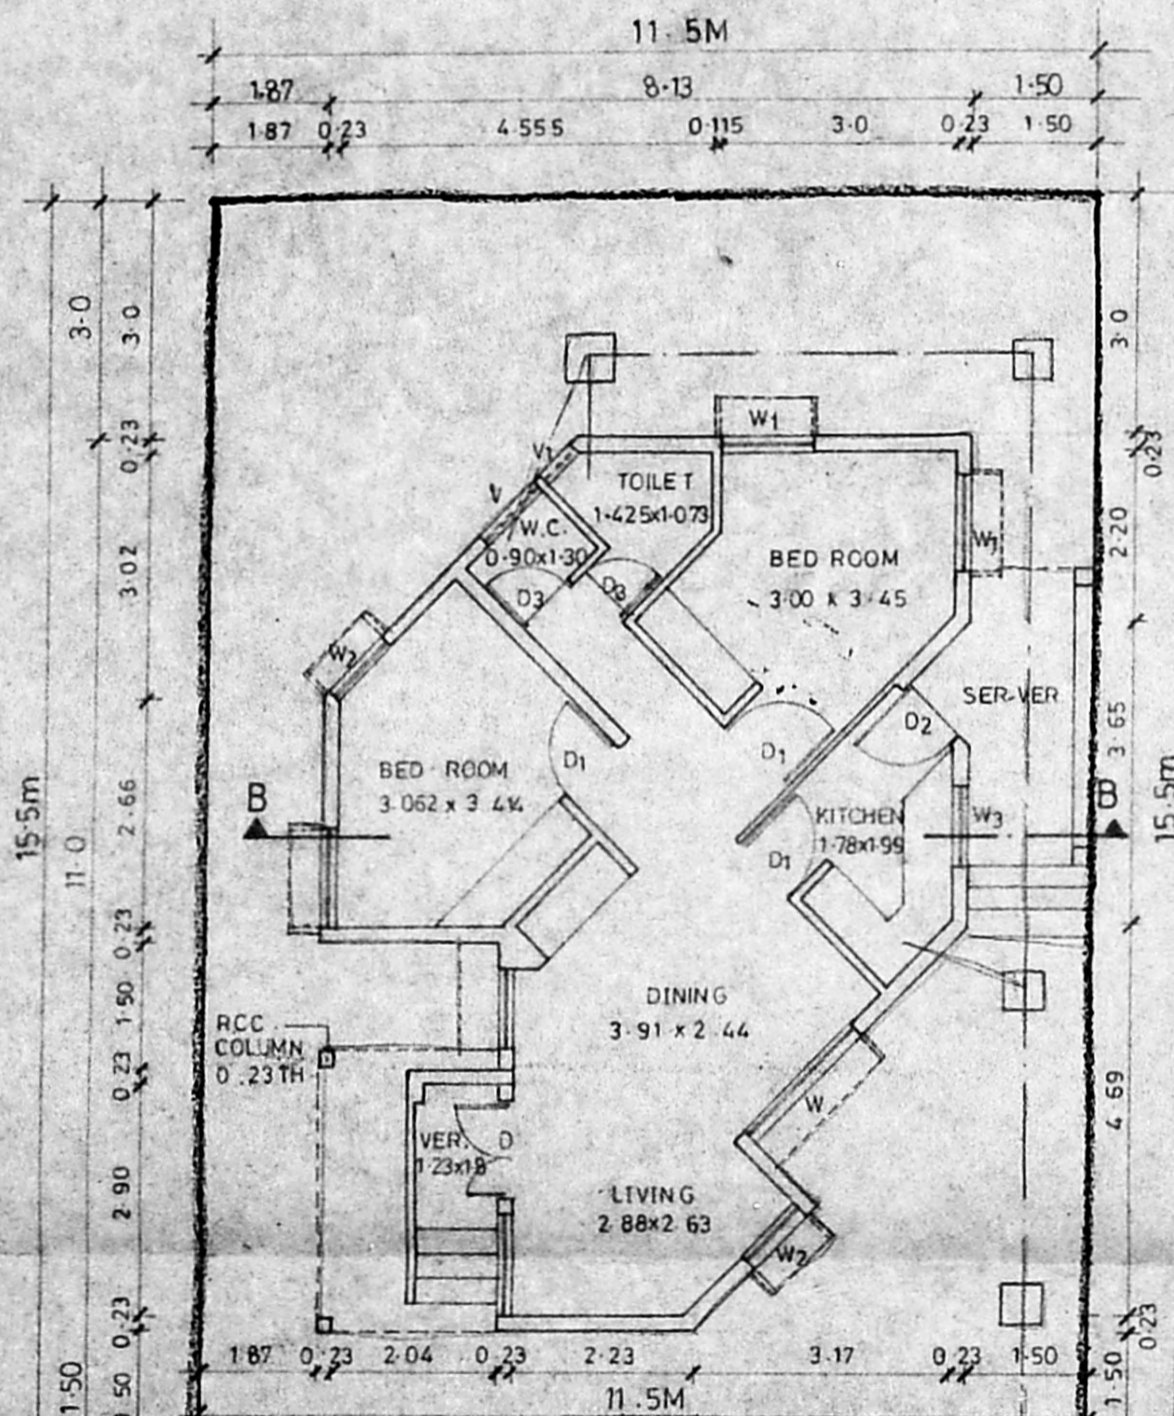 11.5M
1.87 8.13 1.50
1.87 0.23 4.555 0.115 3.0 0.23 1.50
3.0
3.0
3.0
0.23
0.23
V1
V
W1
TOILET
1.425x1.073
W.C.
0.90x1.30
D3
D3
BED ROOM
3.00 x 3.45
W1
2.20
3.02
W2
SER-VER
D2
3.65
D1
D1
BED ROOM
3.062 x 3.414
B
B
KITCHEN
1.78x1.99
W3
D1
15.5m
11.0
2.66
15.5m
0.23
DINING
3.91 x 2.44
1.50
RCC
COLUMN
0.23TH
0.23
4.69
W
VER.
1.23x1.8
D
LIVING
2.88x2.63
2.90
W2
0.23
0.23
1.87 0.23 2.04 0.23 2.23 3.17 0.23 1.50
1.50
1.50
1.50
11.5M